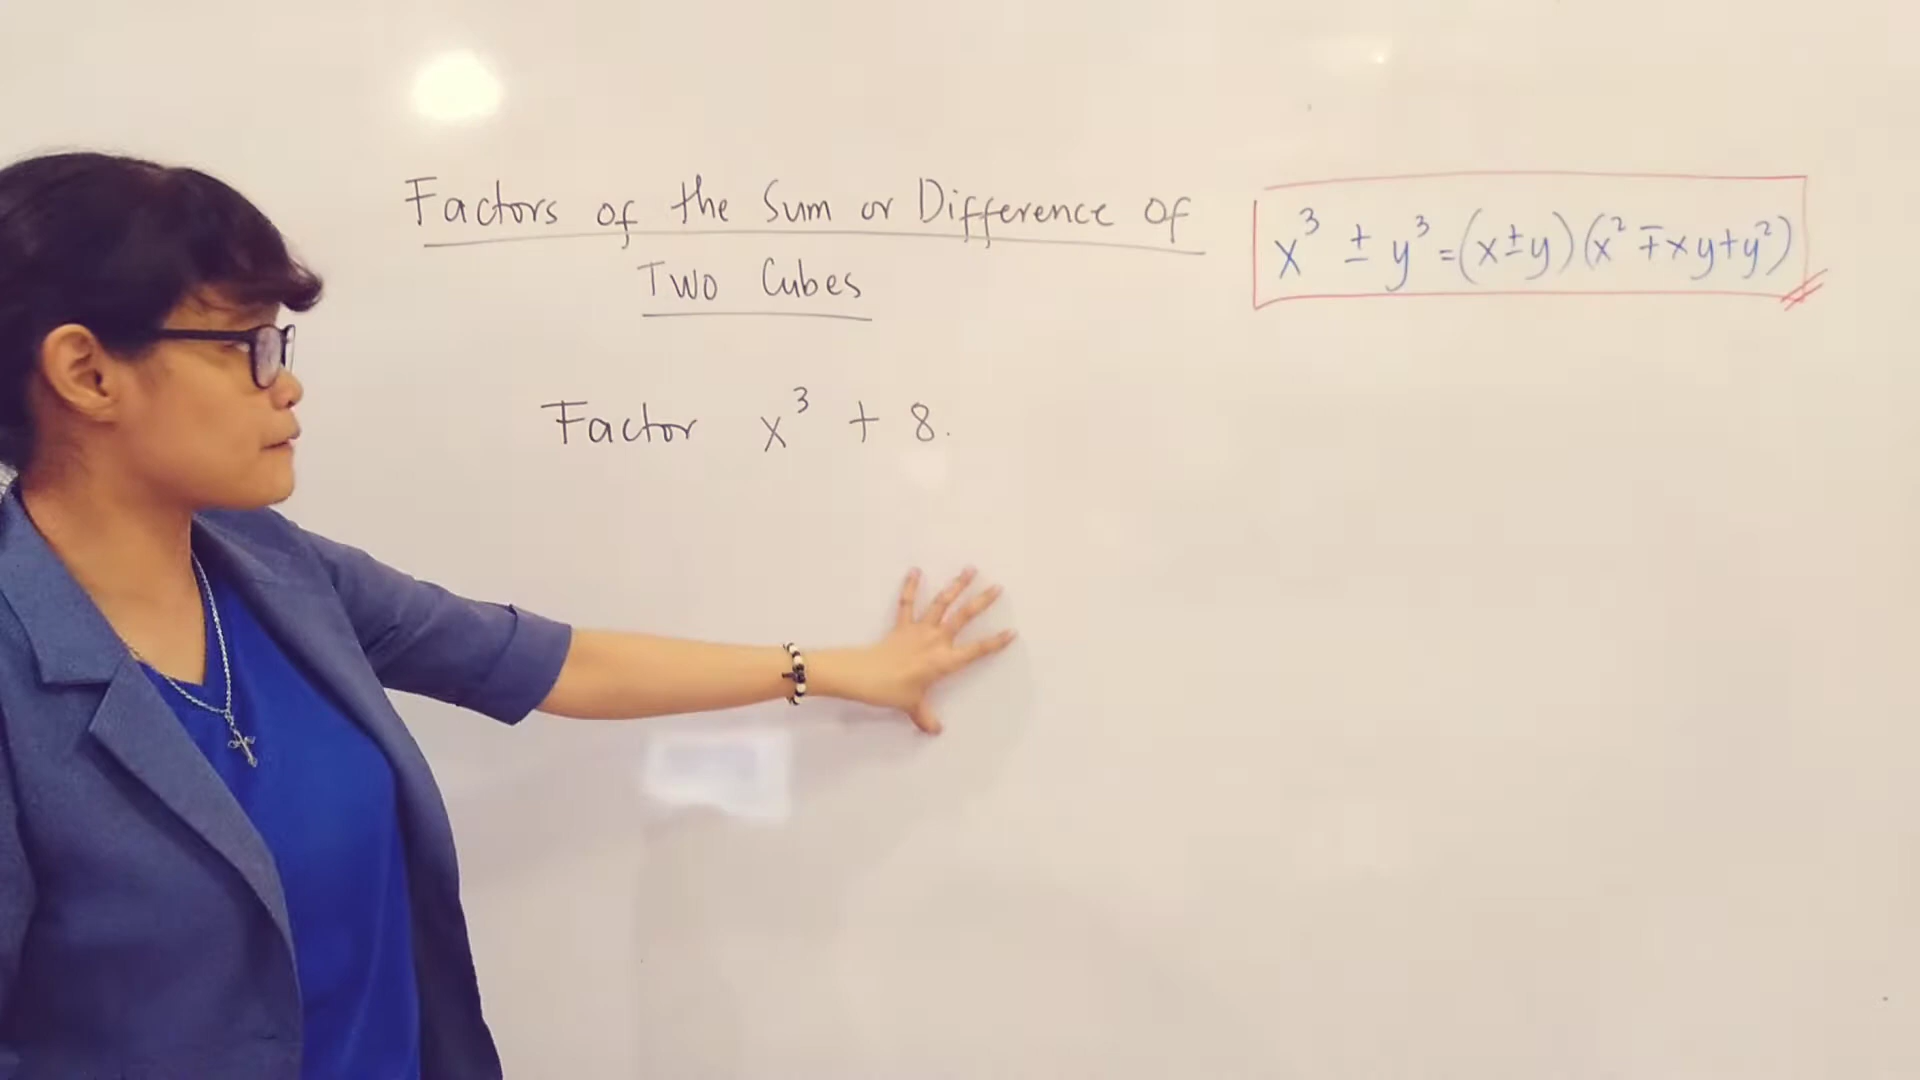 Factors of the Sum or Difference of
Two Cubes
x³ ± y³ = (x ± y)(x² ∓ xy + y²)
Factor x³ + 8.